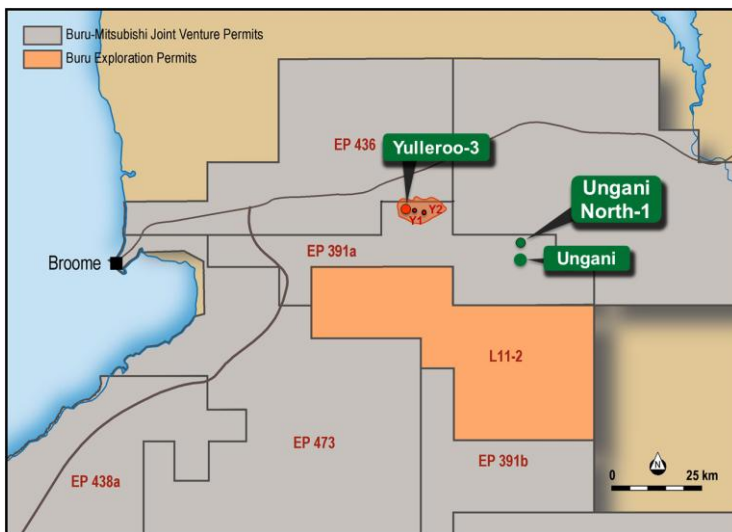 Buru-Mitsubishi Joint Venture Permits
Buru Exploration Permits
EP 436
Yulleroo-3
Y1
Y2
Ungani
North-1
Ungani
EP 391a
Broome
L11-2
EP 473
EP 391b
EP 438a
N
0 25 km